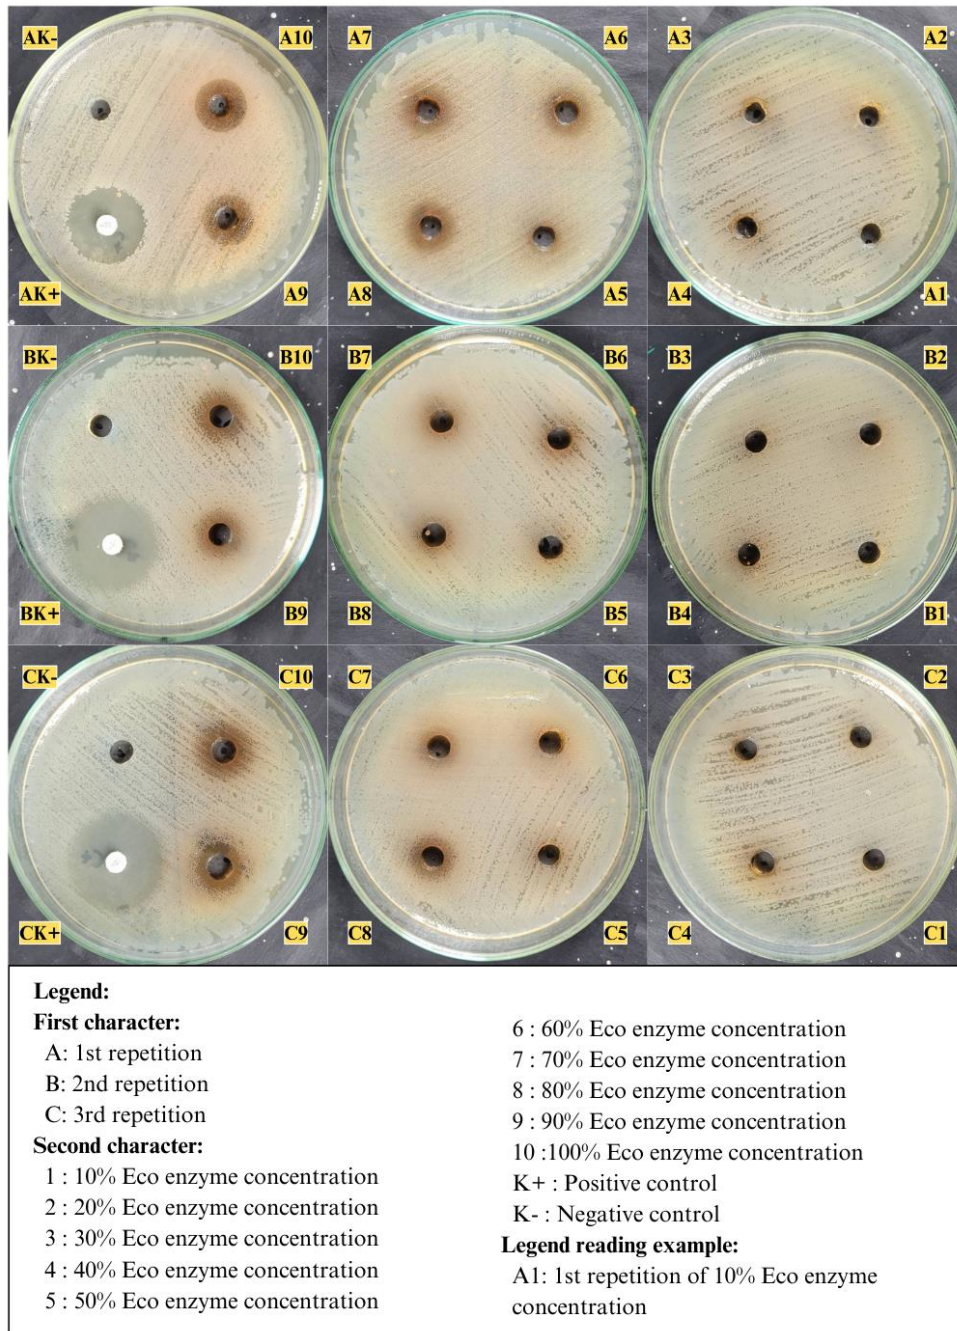 AK- A10 A7 A6 A3 A2
AK+ A9 A8 A5 A4 A1
BK- B10 B7 B6 B3 B2
BK+ B9 B8 B5 B4 B1
CK- C10 C7 C6 C3 C2
CK+ C9 C8 C5 C4 C1
Legend:
First character:
A: 1st repetition
B: 2nd repetition
C: 3rd repetition
Second character:
1 : 10% Eco enzyme concentration
2 : 20% Eco enzyme concentration
3 : 30% Eco enzyme concentration
4 : 40% Eco enzyme concentration
5 : 50% Eco enzyme concentration
6 : 60% Eco enzyme concentration
7 : 70% Eco enzyme concentration
8 : 80% Eco enzyme concentration
9 : 90% Eco enzyme concentration
10 :100% Eco enzyme concentration
K+ : Positive control
K- : Negative control
Legend reading example:
A1: 1st repetition of 10% Eco enzyme
concentration